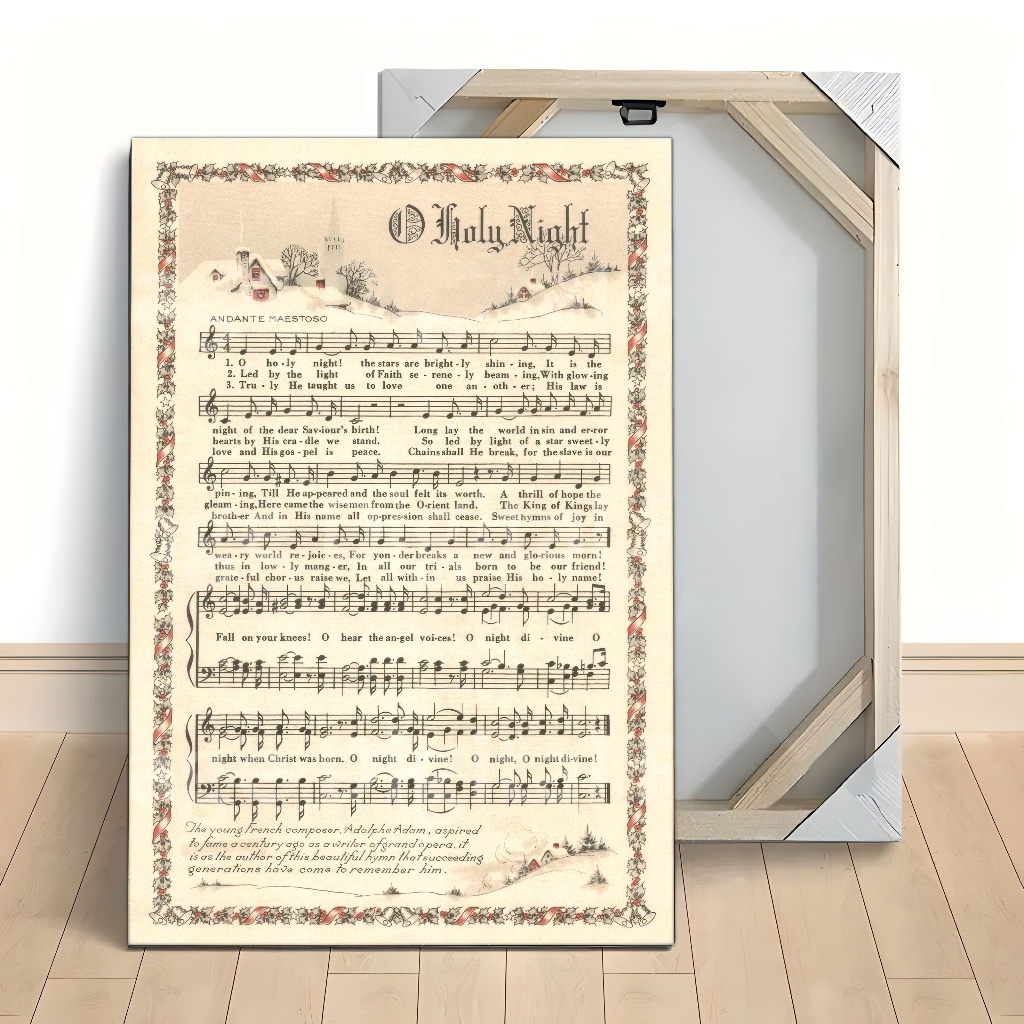 O Holy Night
ANDANTE MAESTOSO
1. O ho-ly night! the stars are bright-ly shin-ing, It is the
2. Led by the light of Faith se-rene-ly beam-ing, With glow-ing
3. Tru-ly He taught us to love one an-oth-er; His law is
night of the dear Sav-iour's birth! Long lay the world in sin and er-ror
hearts by His cra-dle we stand. So led by light of a star sweet-ly
love and His gos-pel is peace. Chains shall He break, for the slave is our
pin-ing, Till He ap-peared and the soul felt its worth. A thrill of hope the
gleam-ing, Here came the wise men from the O-rient land. The King of Kings lay
broth-er And in His name all op-pres-sion shall cease. Sweet hymns of joy in
wea-ry world re-joic-es, For yon-der breaks a new and glo-rious morn!
thus in low-ly man-ger, In all our tri-als born to be our friend!
grate-ful chor-us raise we, Let all with-in us praise His ho-ly name!
Fall on your knees! O hear the an-gel voi-ces! O night di-vine O
night when Christ was born. O night di-vine! O night, O night di-vine!
The young French composer, Adolphe Adam, aspired
to fame a century ago as a writer of grand opera, it
is as the author of this beautiful hymn that succeeding
generations have come to remember him.